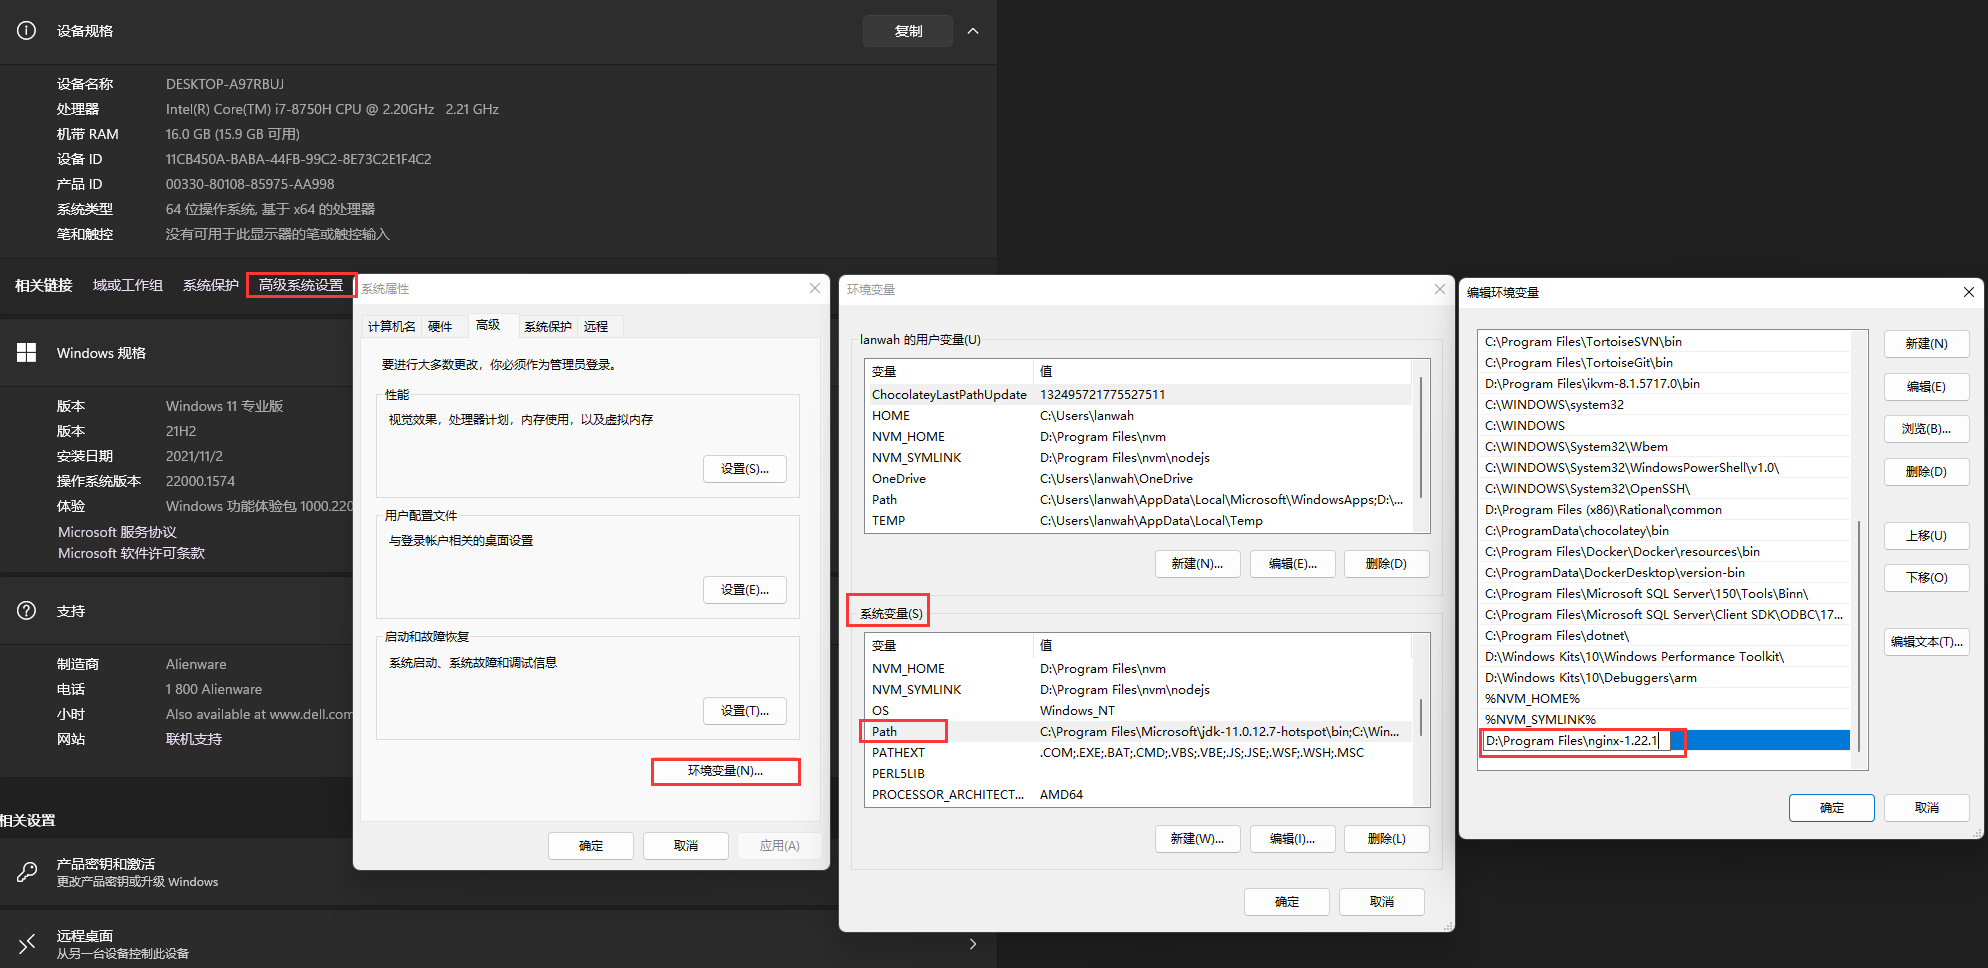 设备规格
复制
设备名称 DESKTOP-A97RBUJ
处理器 Intel(R) Core(TM) i7-8750H CPU @ 2.20GHz 2.21 GHz
机带 RAM 16.0 GB (15.9 GB 可用)
设备 ID 11CB450A-BABA-44FB-99C2-8E73C2E1F4C2
产品 ID 00330-80108-85975-AA998
系统类型 64 位操作系统, 基于 x64 的处理器
笔和触控 没有可用于此显示器的笔或触控输入
相关链接 域或工作组 系统保护 高级系统设置
Windows 规格
版本 Windows 11 专业版
版本 21H2
安装日期 2021/11/2
操作系统版本 22000.1574
体验 Windows 功能体验包 1000.220
Microsoft 服务协议
Microsoft 软件许可条款
支持
制造商 Alienware
电话 1 800 Alienware
小时 Also available at www.dell.com
网站 联机支持
相关设置
产品密钥和激活
更改产品密钥或升级 Windows
远程桌面
从另一台设备控制此设备
系统属性
计算机名 硬件 高级 系统保护 远程
要进行大多数更改，你必须作为管理员登录。
性能
视觉效果，处理器计划，内存使用，以及虚拟内存
设置(S)...
用户配置文件
与登录帐户相关的桌面设置
设置(E)...
启动和故障恢复
系统启动、系统故障和调试信息
设置(T)...
环境变量(N)...
确定 取消 应用(A)
环境变量
lanwah 的用户变量(U)
变量 值
ChocolateyLastPathUpdate 132495721775527511
HOME C:\Users\lanwah
NVM_HOME D:\Program Files\nvm
NVM_SYMLINK D:\Program Files\nvm\nodejs
OneDrive C:\Users\lanwah\OneDrive
Path C:\Users\lanwah\AppData\Local\Microsoft\WindowsApps;D:\...
TEMP C:\Users\lanwah\AppData\Local\Temp
新建(N)... 编辑(E)... 删除(D)
系统变量(S)
变量 值
NVM_HOME D:\Program Files\nvm
NVM_SYMLINK D:\Program Files\nvm\nodejs
OS Windows_NT
Path C:\Program Files\Microsoft\jdk-11.0.12.7-hotspot\bin;C:\Win...
PATHEXT .COM;.EXE;.BAT;.CMD;.VBS;.VBE;.JS;.JSE;.WSF;.WSH;.MSC
PERL5LIB
PROCESSOR_ARCHITECT... AMD64
新建(W)... 编辑(I)... 删除(L)
确定 取消
编辑环境变量
C:\Program Files\TortoiseSVN\bin
C:\Program Files\TortoiseGit\bin
D:\Program Files\ikvm-8.1.5717.0\bin
C:\WINDOWS\system32
C:\WINDOWS
C:\WINDOWS\System32\Wbem
C:\WINDOWS\System32\WindowsPowerShell\v1.0\
C:\WINDOWS\System32\OpenSSH\
D:\Program Files (x86)\Rational\common
C:\ProgramData\chocolatey\bin
C:\Program Files\Docker\Docker\resources\bin
C:\ProgramData\DockerDesktop\version-bin
C:\Program Files\Microsoft SQL Server\150\Tools\Binn\
C:\Program Files\Microsoft SQL Server\Client SDK\ODBC\17...
C:\Program Files\dotnet\
D:\Windows Kits\10\Windows Performance Toolkit\
D:\Windows Kits\10\Debuggers\arm
%NVM_HOME%
%NVM_SYMLINK%
D:\Program Files\nginx-1.22.1
新建(N)
编辑(E)
浏览(B)...
删除(D)
上移(U)
下移(O)
编辑文本(T)...
确定 取消